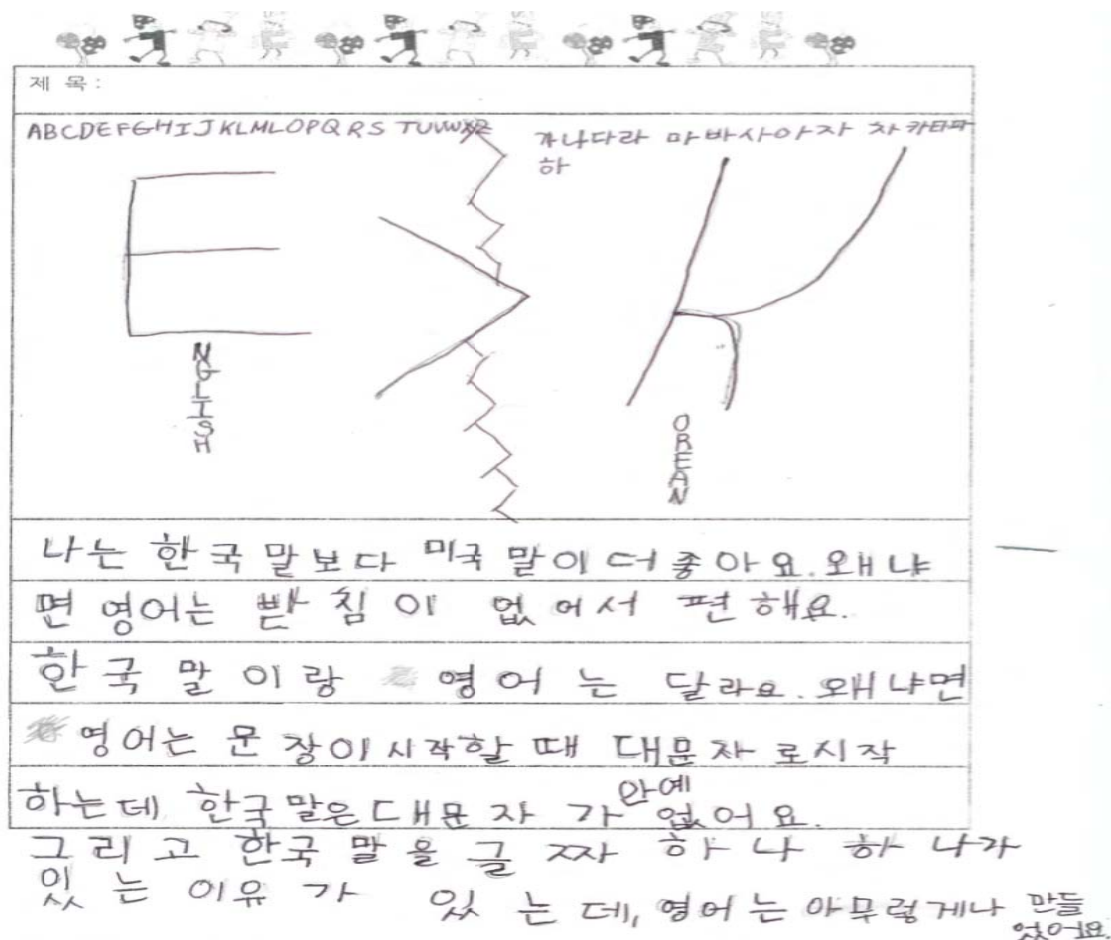 제 목 :
ABCDEFGHIJKLMLOPQRS TUVWXZ
가나다라 마바사아자 차카타파
하
E
NGLISH
>
K
OREAN
나는 한국 말보다 미국 말이 더 좋아요. 왜냐
면 영어는 받침이 없어서 편해요.
한국 말이랑 영어는 달라요. 왜냐면
영어는 문장이 시작할 때 대문자로 시작
하는데 한국말은 대문자가 안예 없어요.
그리고 한국 말을 글짜 하나 하나가
있는 이유가 있는데, 영어는 아무렇게나 만들
었어요.